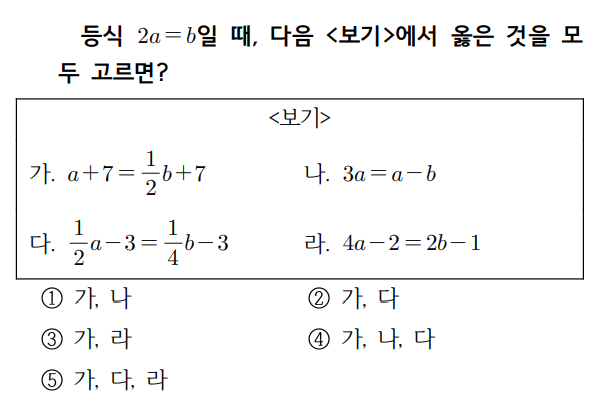 등식 2a=b일 때, 다음 <보기>에서 옳은 것을 모
두 고르면?
<보기>
가. a+7=\frac{1}{2}b+7 나. 3a=a-b
다. \frac{1}{2}a-3=\frac{1}{4}b-3 라. 4a-2=2b-1
① 가, 나 ② 가, 다
③ 가, 라 ④ 가, 나, 다
⑤ 가, 다, 라